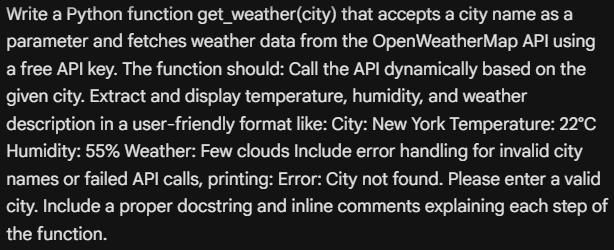 Write a Python function get_weather(city) that accepts a city name as a
parameter and fetches weather data from the OpenWeatherMap API using
a free API key. The function should: Call the API dynamically based on the
given city. Extract and display temperature, humidity, and weather
description in a user-friendly format like: City: New York Temperature: 22°C
Humidity: 55% Weather: Few clouds Include error handling for invalid city
names or failed API calls, printing: Error: City not found. Please enter a valid
city. Include a proper docstring and inline comments explaining each step of
the function.